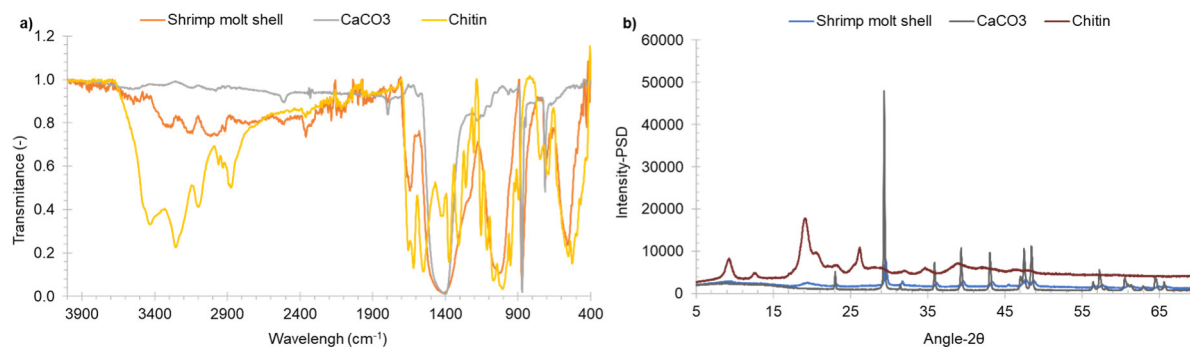 a)
Shrimp molt shell CaCO3 Chitin
1.2
1.0
0.8
0.6
0.4
0.2
0.0
Transmitance (-)
3900 3400 2900 2400 1900 1400 900 400
Wavelengh (cm⁻¹)
b)
Shrimp molt shell CaCO3 Chitin
60000
50000
40000
30000
20000
10000
0
Intensity-PSD
5 15 25 35 45 55 65
Angle-2θ